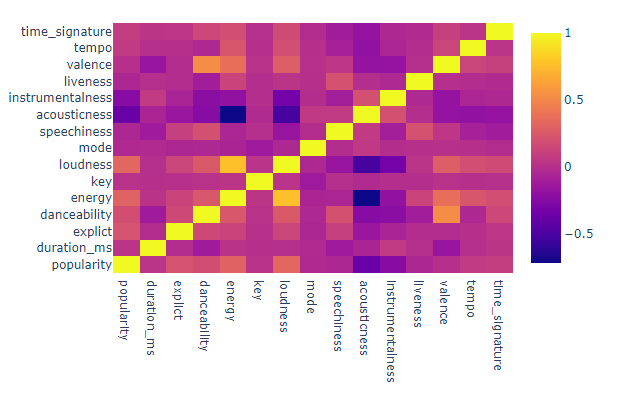 time_signature
tempo
valence
liveness
instrumentalness
acousticness
speechiness
mode
loudness
key
energy
danceability
explict
duration_ms
popularity
popularity
duration_ms
explict
danceability
energy
key
loudness
mode
speechiness
acousticness
instrumentalness
liveness
valence
tempo
time_signature
1
0.5
0
−0.5